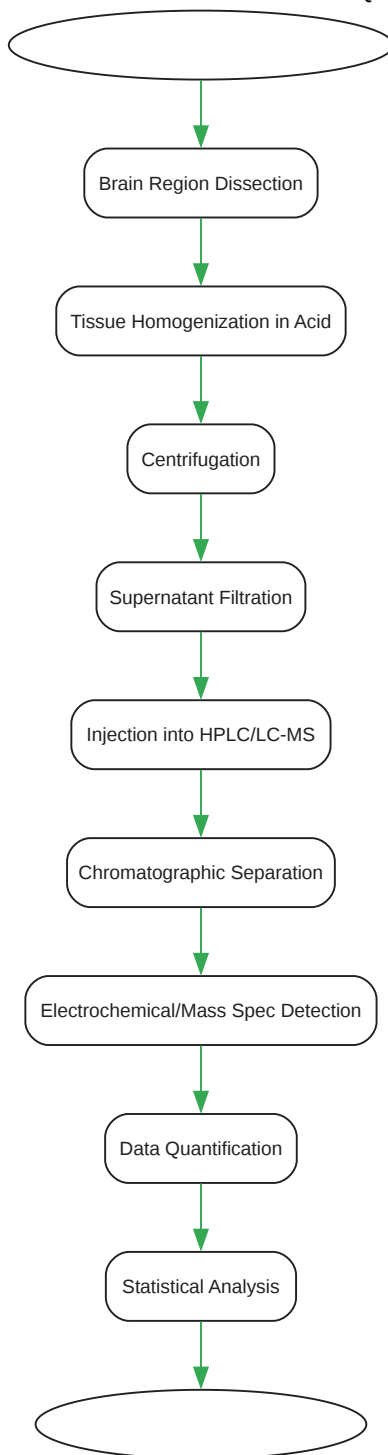 Brain Region Dissection
Tissue Homogenization in Acid
Centrifugation
Supernatant Filtration
Injection into HPLC/LC-MS
Chromatographic Separation
Electrochemical/Mass Spec Detection
Data Quantification
Statistical Analysis